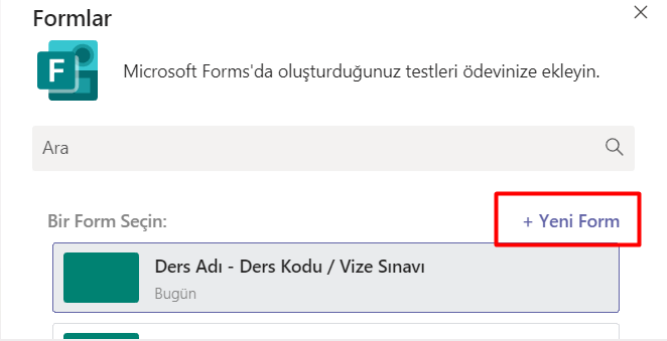 Formlar
F
Microsoft Forms'da oluşturduğunuz testleri ödevinize ekleyin.
Ara
Bir Form Seçin:
+ Yeni Form
Ders Adı - Ders Kodu / Vize Sınavı
Bugün